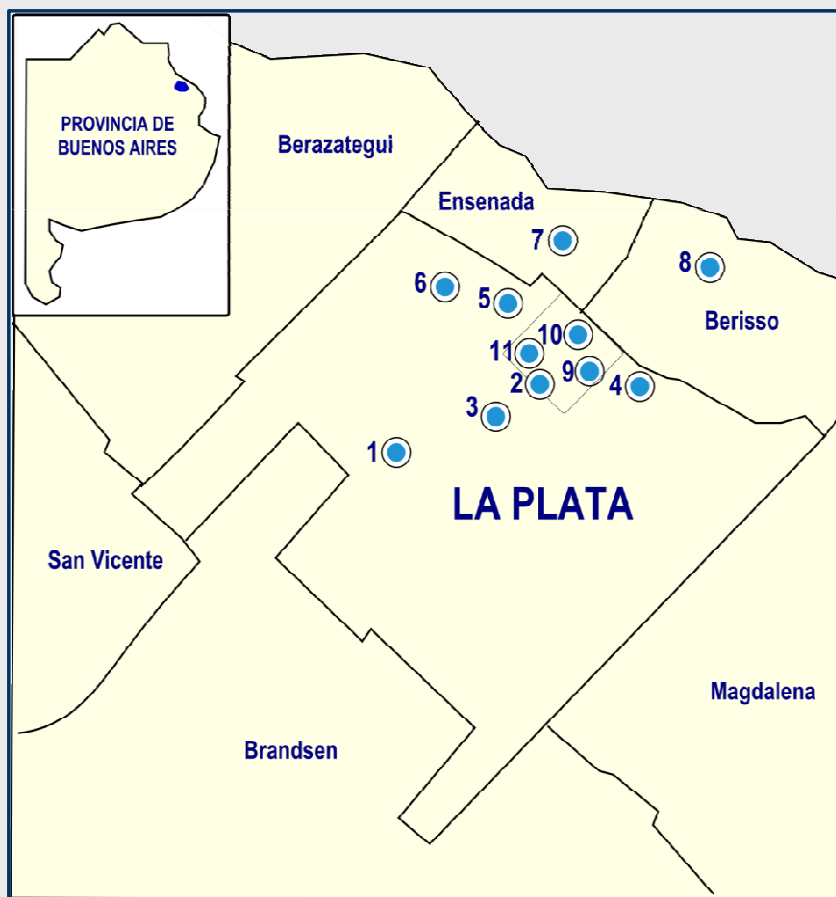 PROVINCIA DE
BUENOS AIRES
Berazategui
Ensenada
7
8
6
5
Berisso
10
11
9
2
4
3
1
LA PLATA
San Vicente
Magdalena
Brandsen